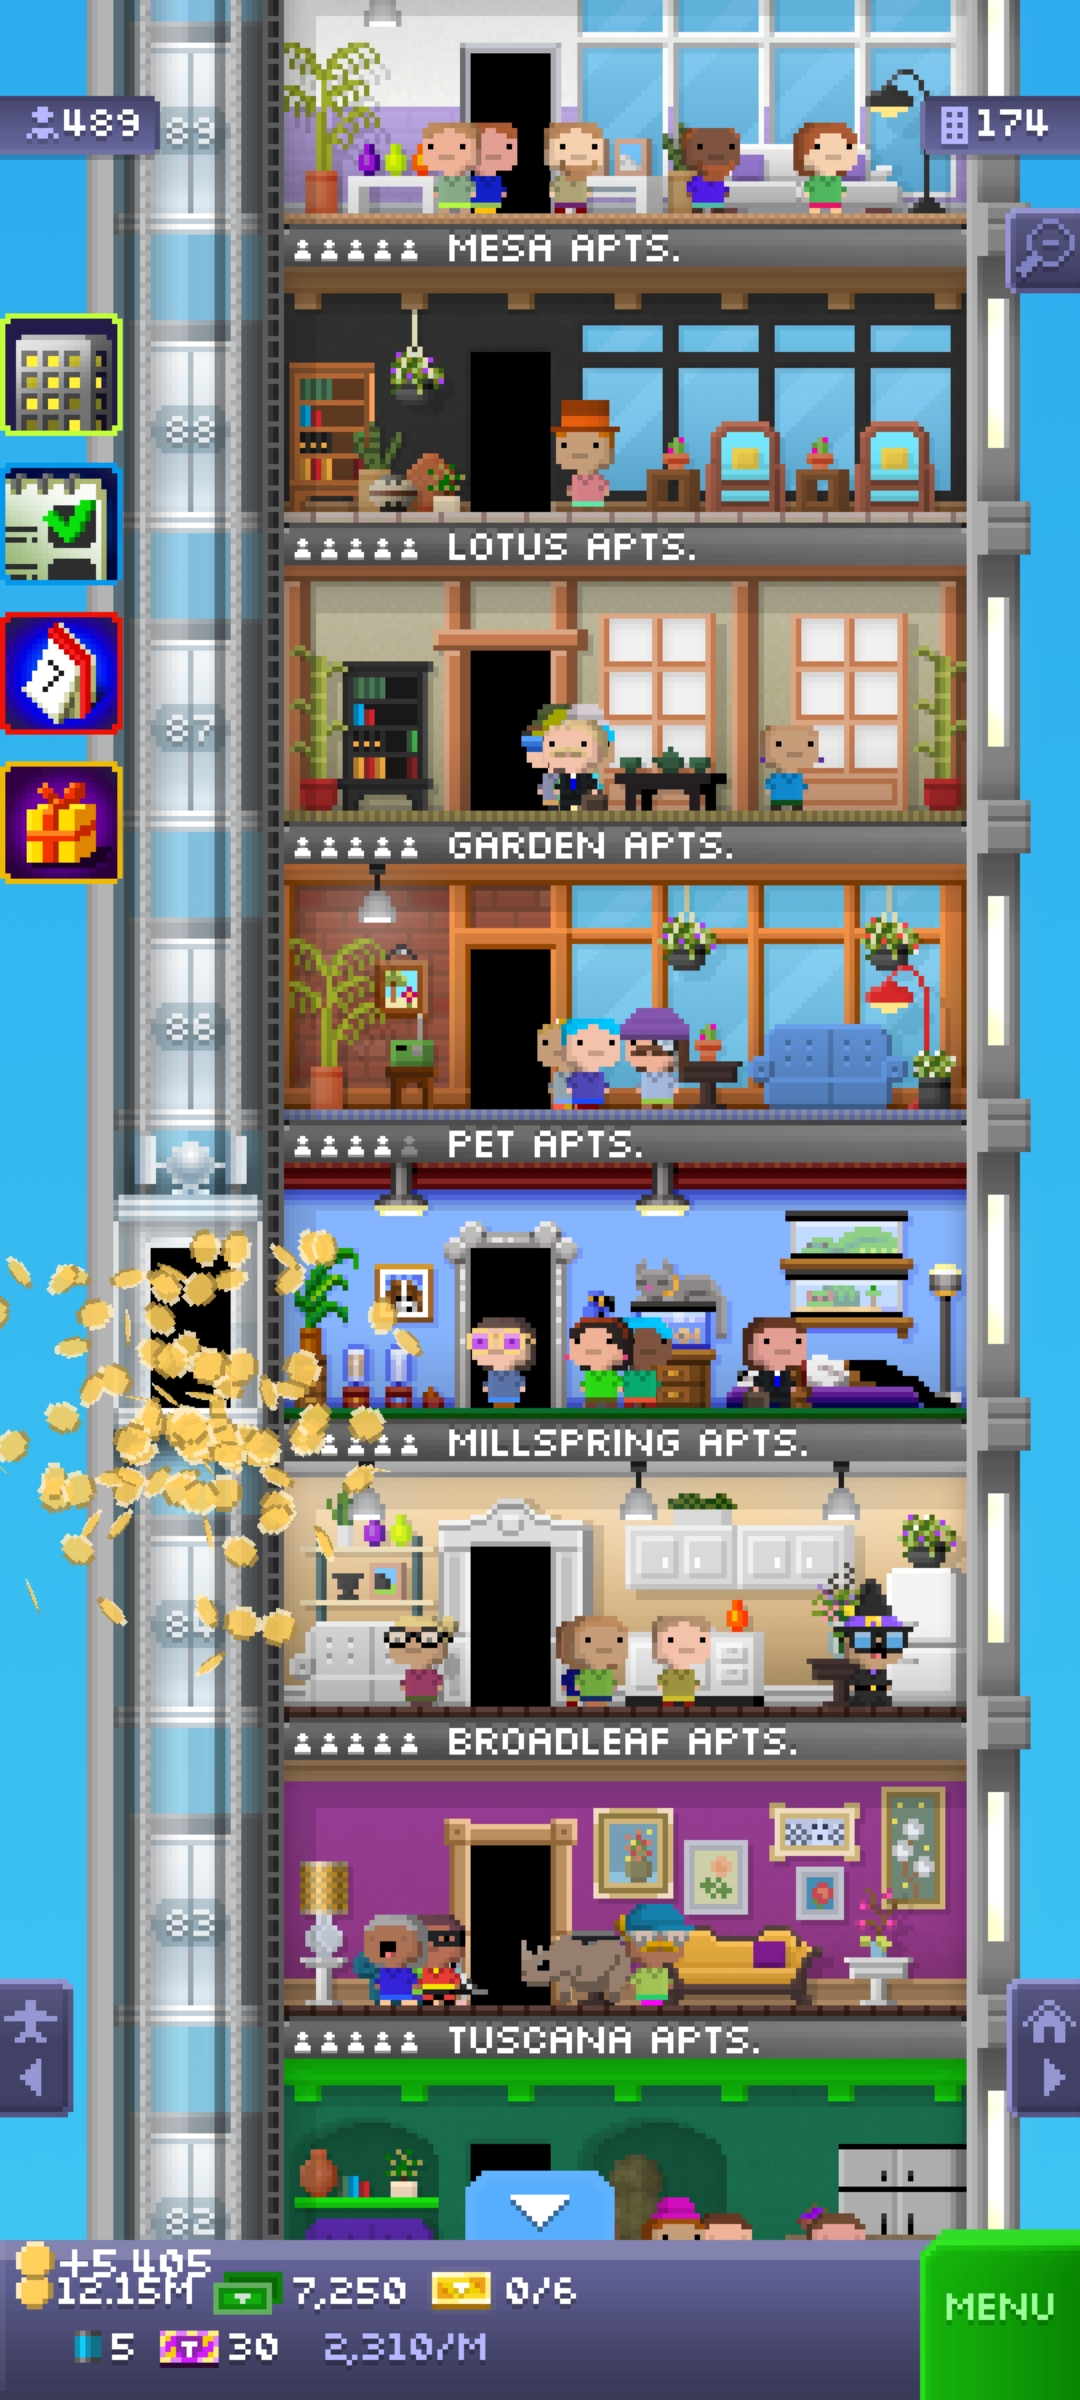 489
89
174
MESA APTS.
88
LOTUS APTS.
87
GARDEN APTS.
86
PET APTS.
MILLSPRING APTS.
84
BROADLEAF APTS.
83
TUSCANA APTS.
82
+5,405
12.15M 7,250 0/6
MENU
5 T 30 2,310/M